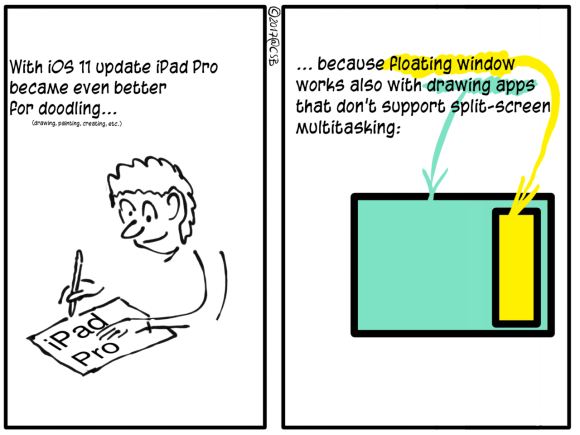 With iOS 11 update iPad Pro
became even better
for doodling...
(drawing, painting, creating, etc.)
iPad
Pro
©2017@CSB
... because floating window
works also with drawing apps
that don't support split-screen
multitasking: